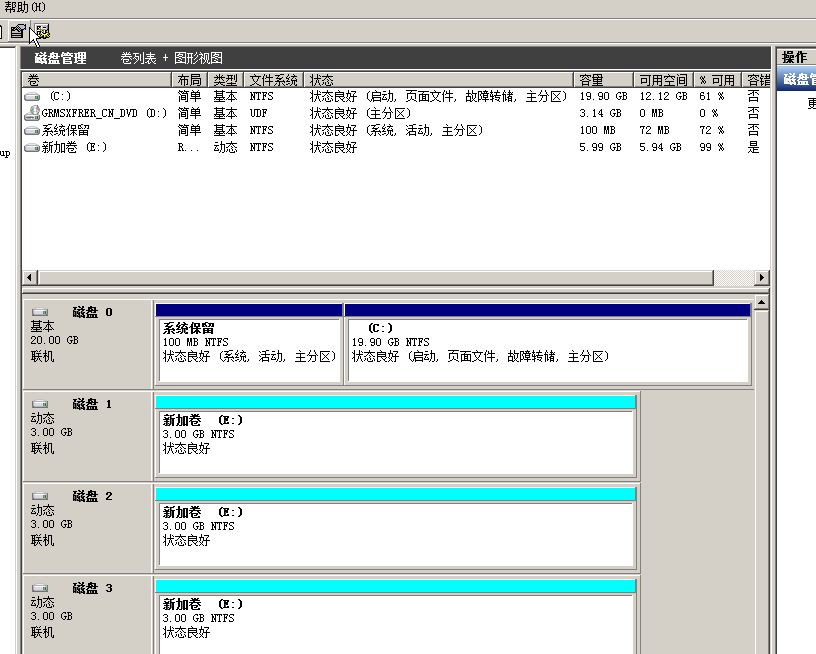 帮助(H)
磁盘管理 卷列表 + 图形视图 操作
卷 布局 类型 文件系统 状态 容量 可用空间 % 可用 容错
(C:) 简单 基本 NTFS 状态良好 (启动, 页面文件, 故障转储, 主分区) 19.90 GB 12.12 GB 61 % 否
GRMSXFRER_CN_DVD (D:) 简单 基本 UDF 状态良好 (主分区) 3.14 GB 0 MB 0 % 否
系统保留 简单 基本 NTFS 状态良好 (系统, 活动, 主分区) 100 MB 72 MB 72 % 否
新加卷 (E:) R... 动态 NTFS 状态良好 5.99 GB 5.94 GB 99 % 是
磁盘管
更
up
磁盘 0
基本
20.00 GB
联机
系统保留
100 MB NTFS
状态良好 (系统, 活动, 主分区)
(C:)
19.90 GB NTFS
状态良好 (启动, 页面文件, 故障转储, 主分区)
磁盘 1
动态
3.00 GB
联机
新加卷 (E:)
3.00 GB NTFS
状态良好
磁盘 2
动态
3.00 GB
联机
新加卷 (E:)
3.00 GB NTFS
状态良好
磁盘 3
动态
3.00 GB
联机
新加卷 (E:)
3.00 GB NTFS
状态良好